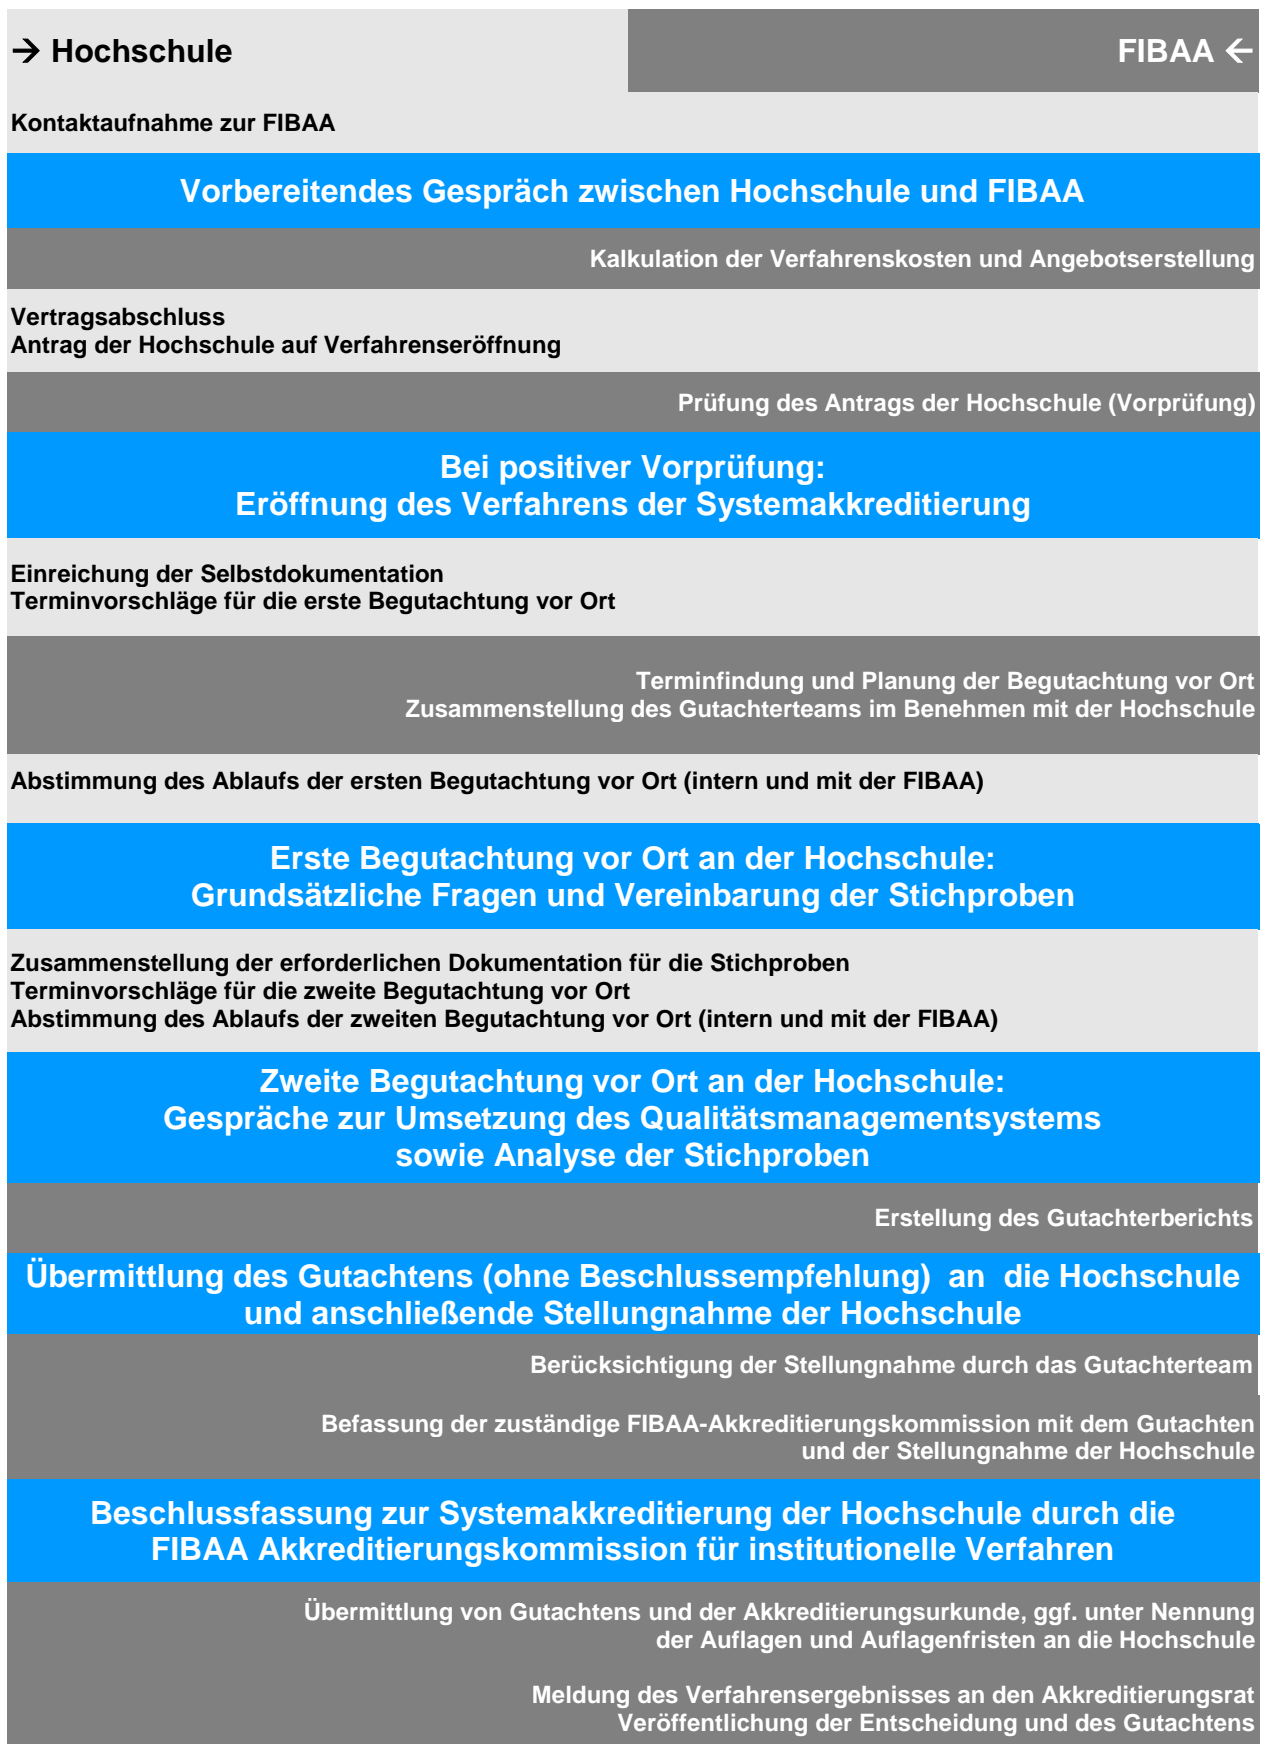 → Hochschule
FIBAA ←
Kontaktaufnahme zur FIBAA
Vorbereitendes Gespräch zwischen Hochschule und FIBAA
Kalkulation der Verfahrenskosten und Angebotserstellung
Vertragsabschluss
Antrag der Hochschule auf Verfahrenseröffnung
Prüfung des Antrags der Hochschule (Vorprüfung)
Bei positiver Vorprüfung:
Eröffnung des Verfahrens der Systemakkreditierung
Einreichung der Selbstdokumentation
Terminvorschläge für die erste Begutachtung vor Ort
Terminfindung und Planung der Begutachtung vor Ort
Zusammenstellung des Gutachterteams im Benehmen mit der Hochschule
Abstimmung des Ablaufs der ersten Begutachtung vor Ort (intern und mit der FIBAA)
Erste Begutachtung vor Ort an der Hochschule:
Grundsätzliche Fragen und Vereinbarung der Stichproben
Zusammenstellung der erforderlichen Dokumentation für die Stichproben
Terminvorschläge für die zweite Begutachtung vor Ort
Abstimmung des Ablaufs der zweiten Begutachtung vor Ort (intern und mit der FIBAA)
Zweite Begutachtung vor Ort an der Hochschule:
Gespräche zur Umsetzung des Qualitätsmanagementsystems
sowie Analyse der Stichproben
Erstellung des Gutachterberichts
Übermittlung des Gutachtens (ohne Beschlussempfehlung) an die Hochschule
und anschließende Stellungnahme der Hochschule
Berücksichtigung der Stellungnahme durch das Gutachterteam
Befassung der zuständige FIBAA-Akkreditierungskommission mit dem Gutachten
und der Stellungnahme der Hochschule
Beschlussfassung zur Systemakkreditierung der Hochschule durch die
FIBAA Akkreditierungskommission für institutionelle Verfahren
Übermittlung von Gutachtens und der Akkreditierungsurkunde, ggf. unter Nennung
der Auflagen und Auflagenfristen an die Hochschule
Meldung des Verfahrensergebnisses an den Akkreditierungsrat
Veröffentlichung der Entscheidung und des Gutachtens